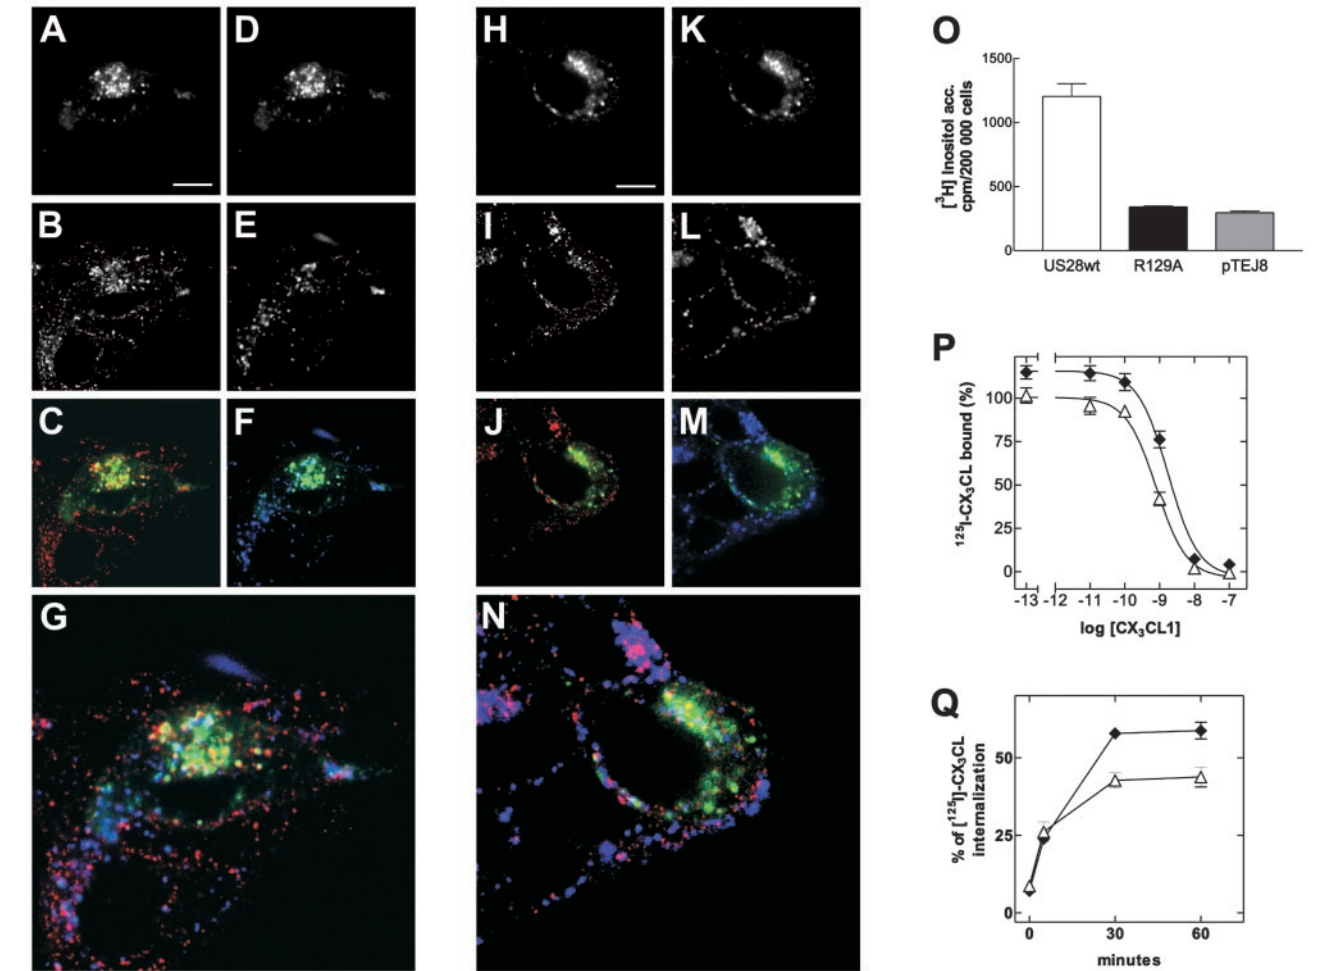 A
D
B
E
C
F
G
H
K
I
L
J
M
N
O
[³H] Inositol acc.
cpm/200 000 cells
1500
1000
500
0
US28wt R129A pTEJ8
P
¹²⁵I-CX₃CL bound (%)
100
75
50
25
0
-13 -12 -11 -10 -9 -8 -7
log [CX₃CL1]
Q
% of [¹²⁵I]-CX₃CL
internalization
50
25
0
0 30 60
minutes